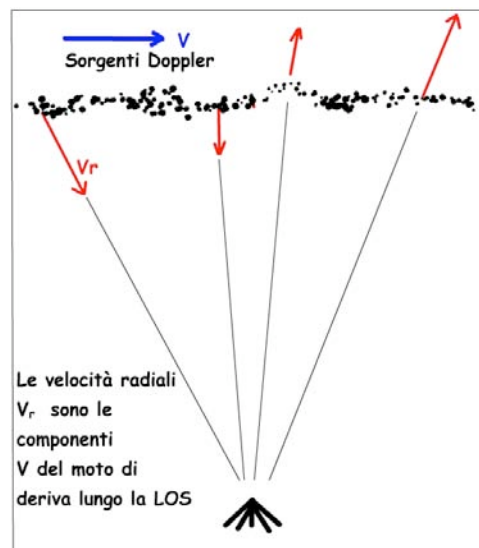 V
Sorgenti Doppler
Vr
Le velocità radiali
Vr sono le
componenti
V del moto di
deriva lungo la LOS